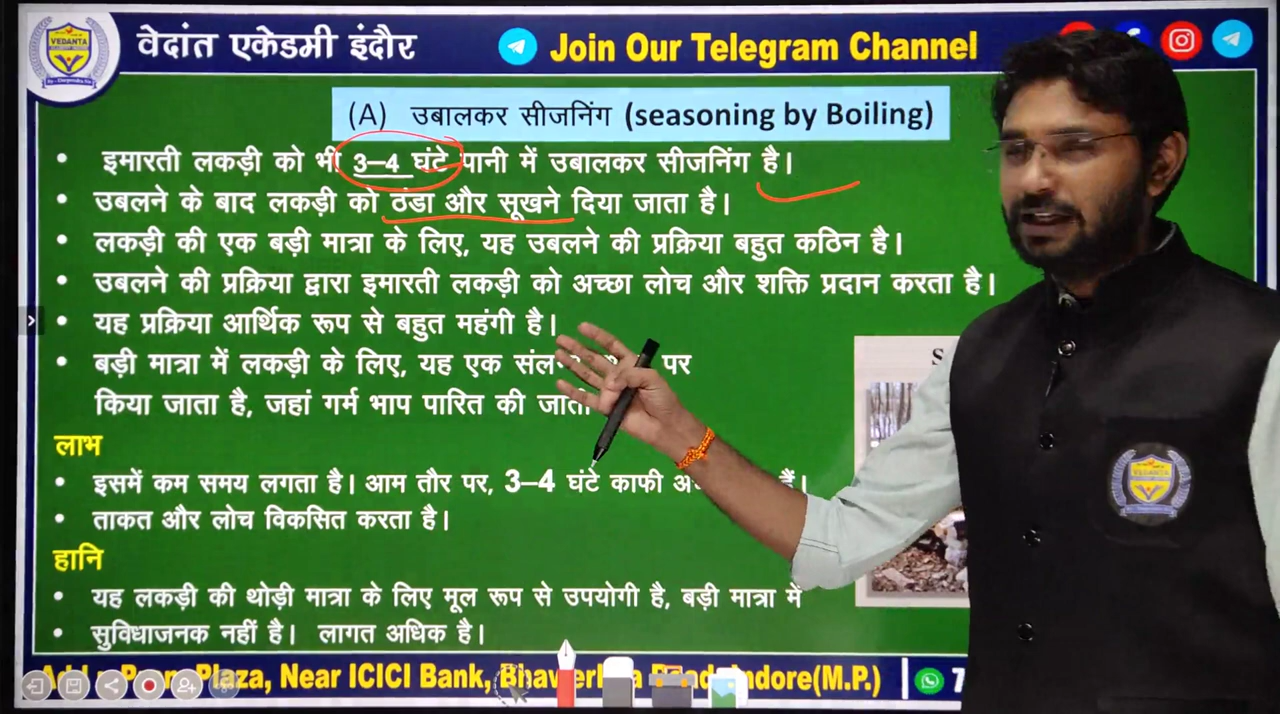 VEDANTA
वेदांत एकेडमी इंदौर
Join Our Telegram Channel
(A) उबालकर सीजनिंग (seasoning by Boiling)
• इमारती लकड़ी को भी 3–4 घंटे पानी में उबालकर सीजनिंग है।
• उबलने के बाद लकड़ी को ठंडा और सूखने दिया जाता है।
• लकड़ी की एक बड़ी मात्रा के लिए, यह उबलने की प्रक्रिया बहुत कठिन है।
• उबलने की प्रक्रिया द्वारा इमारती लकड़ी को अच्छा लोच और शक्ति प्रदान करता है।
• यह प्रक्रिया आर्थिक रूप से बहुत महंगी है।
• बड़ी मात्रा में लकड़ी के लिए, यह एक पर
किया जाता है, जहां गर्म भाप पारित की जाती
लाभ
• इसमें कम समय लगता है। आम तौर पर, 3–4 घंटे काफी हैं।
• ताकत और लोच विकसित करता है।
हानि
• यह लकड़ी की थोड़ी मात्रा के लिए मूल रूप से उपयोगी है, बड़ी मात्रा में
• सुविधाजनक नहीं है। लागत अधिक है।
Plaza, Near ICICI Bank, Indore(M.P.)
VEDANTA